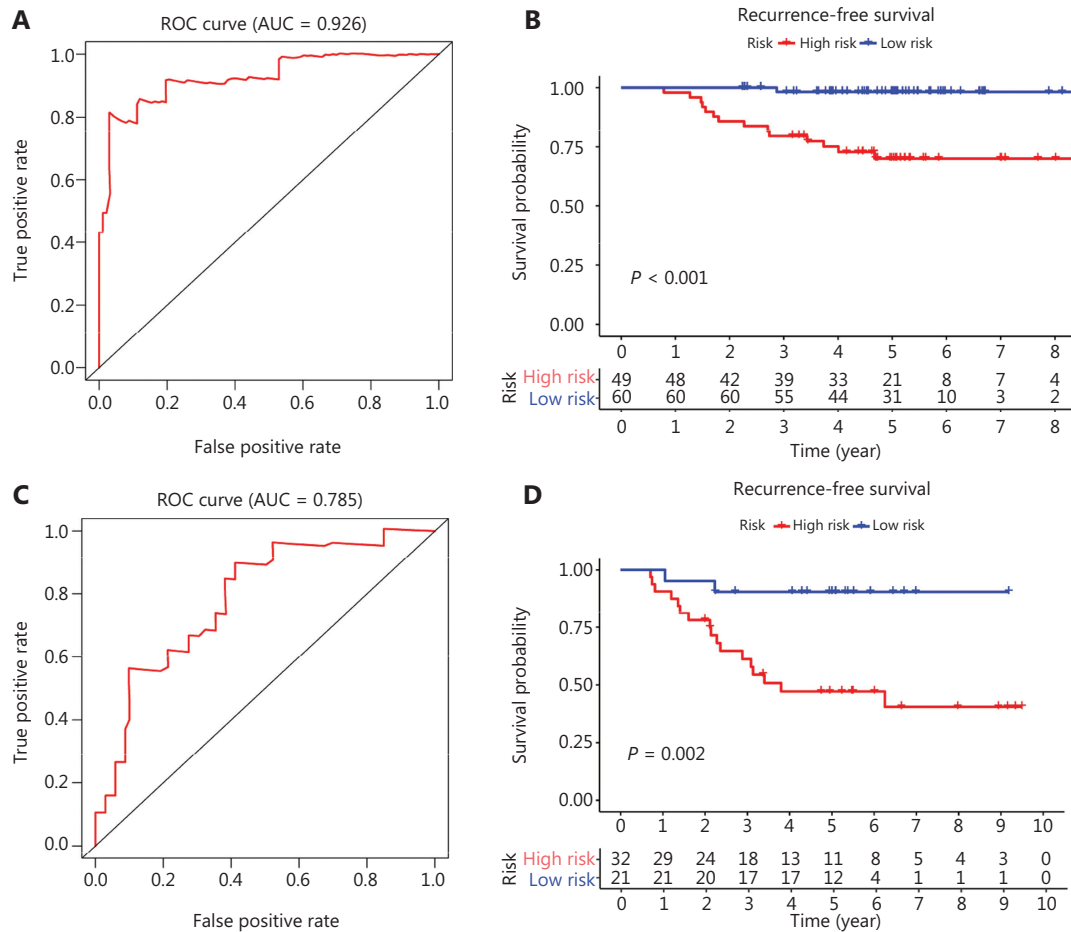 A
ROC curve (AUC = 0.926)
1.0
0.8
0.6
0.4
0.2
0.0
True positive rate
0.0 0.2 0.4 0.6 0.8 1.0
False positive rate
B
Recurrence-free survival
Risk High risk Low risk
1.00
0.75
0.50
0.25
0.00
Survival probability
P < 0.001
0 1 2 3 4 5 6 7 8
Risk
High risk 49 48 42 39 33 21 8 7 4
Low risk 60 60 60 55 44 31 10 3 2
0 1 2 3 4 5 6 7 8
Time (year)
C
ROC curve (AUC = 0.785)
1.0
0.8
0.6
0.4
0.2
0.0
True positive rate
0.0 0.2 0.4 0.6 0.8 1.0
False positive rate
D
Recurrence-free survival
Risk High risk Low risk
1.00
0.75
0.50
0.25
0.00
Survival probability
P = 0.002
0 1 2 3 4 5 6 7 8 9 10
Risk
High risk 32 29 24 18 13 11 8 5 4 3 0
Low risk 21 21 20 17 17 12 4 1 1 1 0
0 1 2 3 4 5 6 7 8 9 10
Time (year)